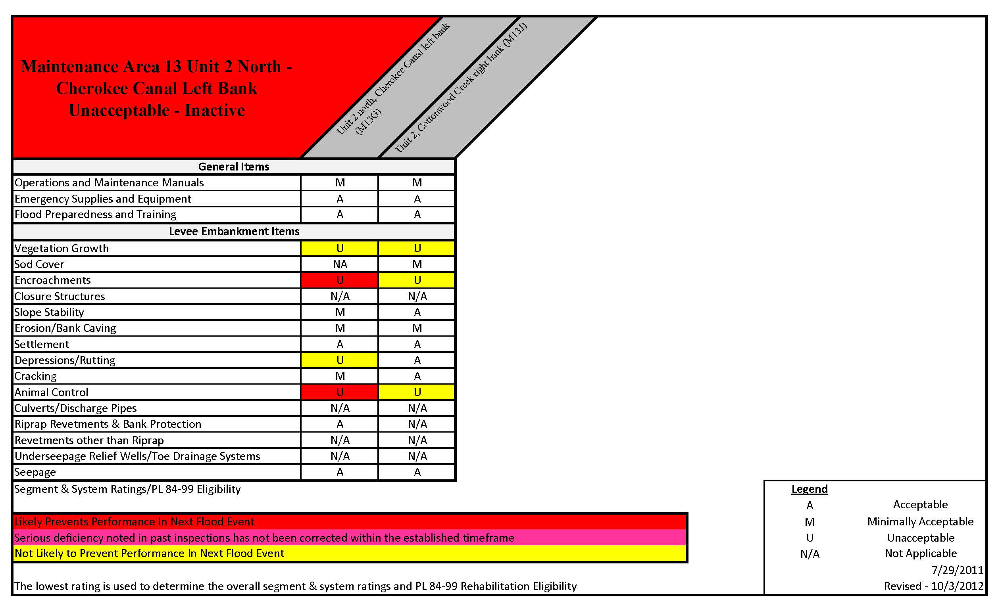 Maintenance Area 13 Unit 2 North -
Cherokee Canal Left Bank
Unacceptable - Inactive
Unit 2 north, Cherokee Canal left bank
(M13G)
Unit 2, Cottonwood Creek right bank (M13J)
General Items
Operations and Maintenance Manuals M M
Emergency Supplies and Equipment A A
Flood Preparedness and Training A A
Levee Embankment Items
Vegetation Growth U U
Sod Cover NA M
Encroachments U U
Closure Structures N/A N/A
Slope Stability M A
Erosion/Bank Caving M M
Settlement A A
Depressions/Rutting U A
Cracking M A
Animal Control U U
Culverts/Discharge Pipes N/A N/A
Riprap Revetments & Bank Protection A N/A
Revetments other than Riprap N/A N/A
Underseepage Relief Wells/Toe Drainage Systems N/A N/A
Seepage A A
Segment & System Ratings/PL 84-99 Eligibility
Likely Prevents Performance In Next Flood Event
Serious deficiency noted in past inspections has not been corrected within the established timeframe
Not Likely to Prevent Performance In Next Flood Event
The lowest rating is used to determine the overall segment & system ratings and PL 84-99 Rehabilitation Eligibility
Legend
A Acceptable
M Minimally Acceptable
U Unacceptable
N/A Not Applicable
7/29/2011
Revised - 10/3/2012